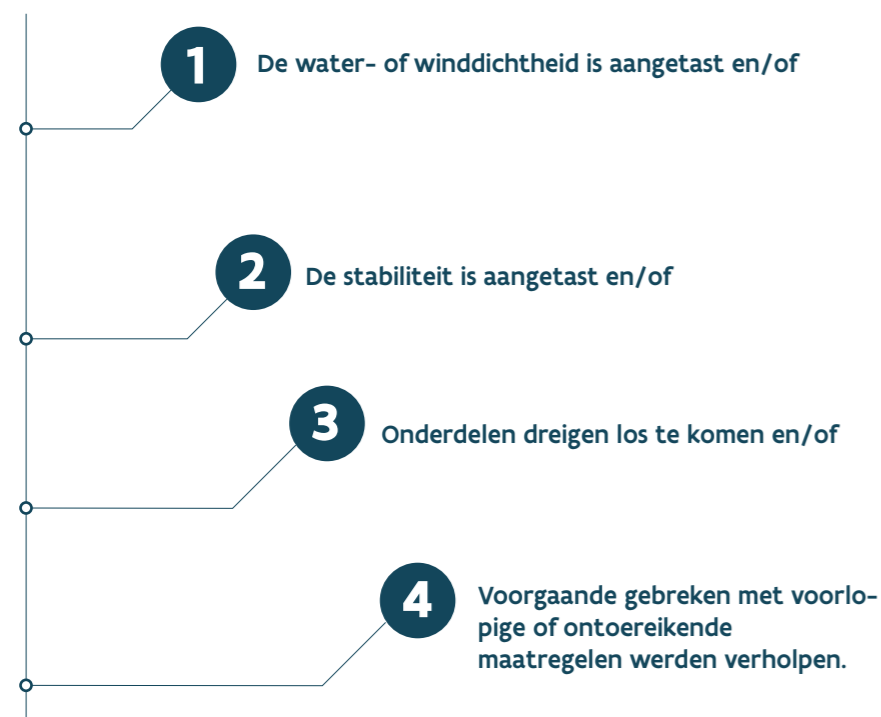 1
De water- of winddichtheid is aangetast en/of
2
De stabiliteit is aangetast en/of
3
Onderdelen dreigen los te komen en/of
4
Voorgaande gebreken met voorlo-
pige of ontoereikende
maatregelen werden verholpen.